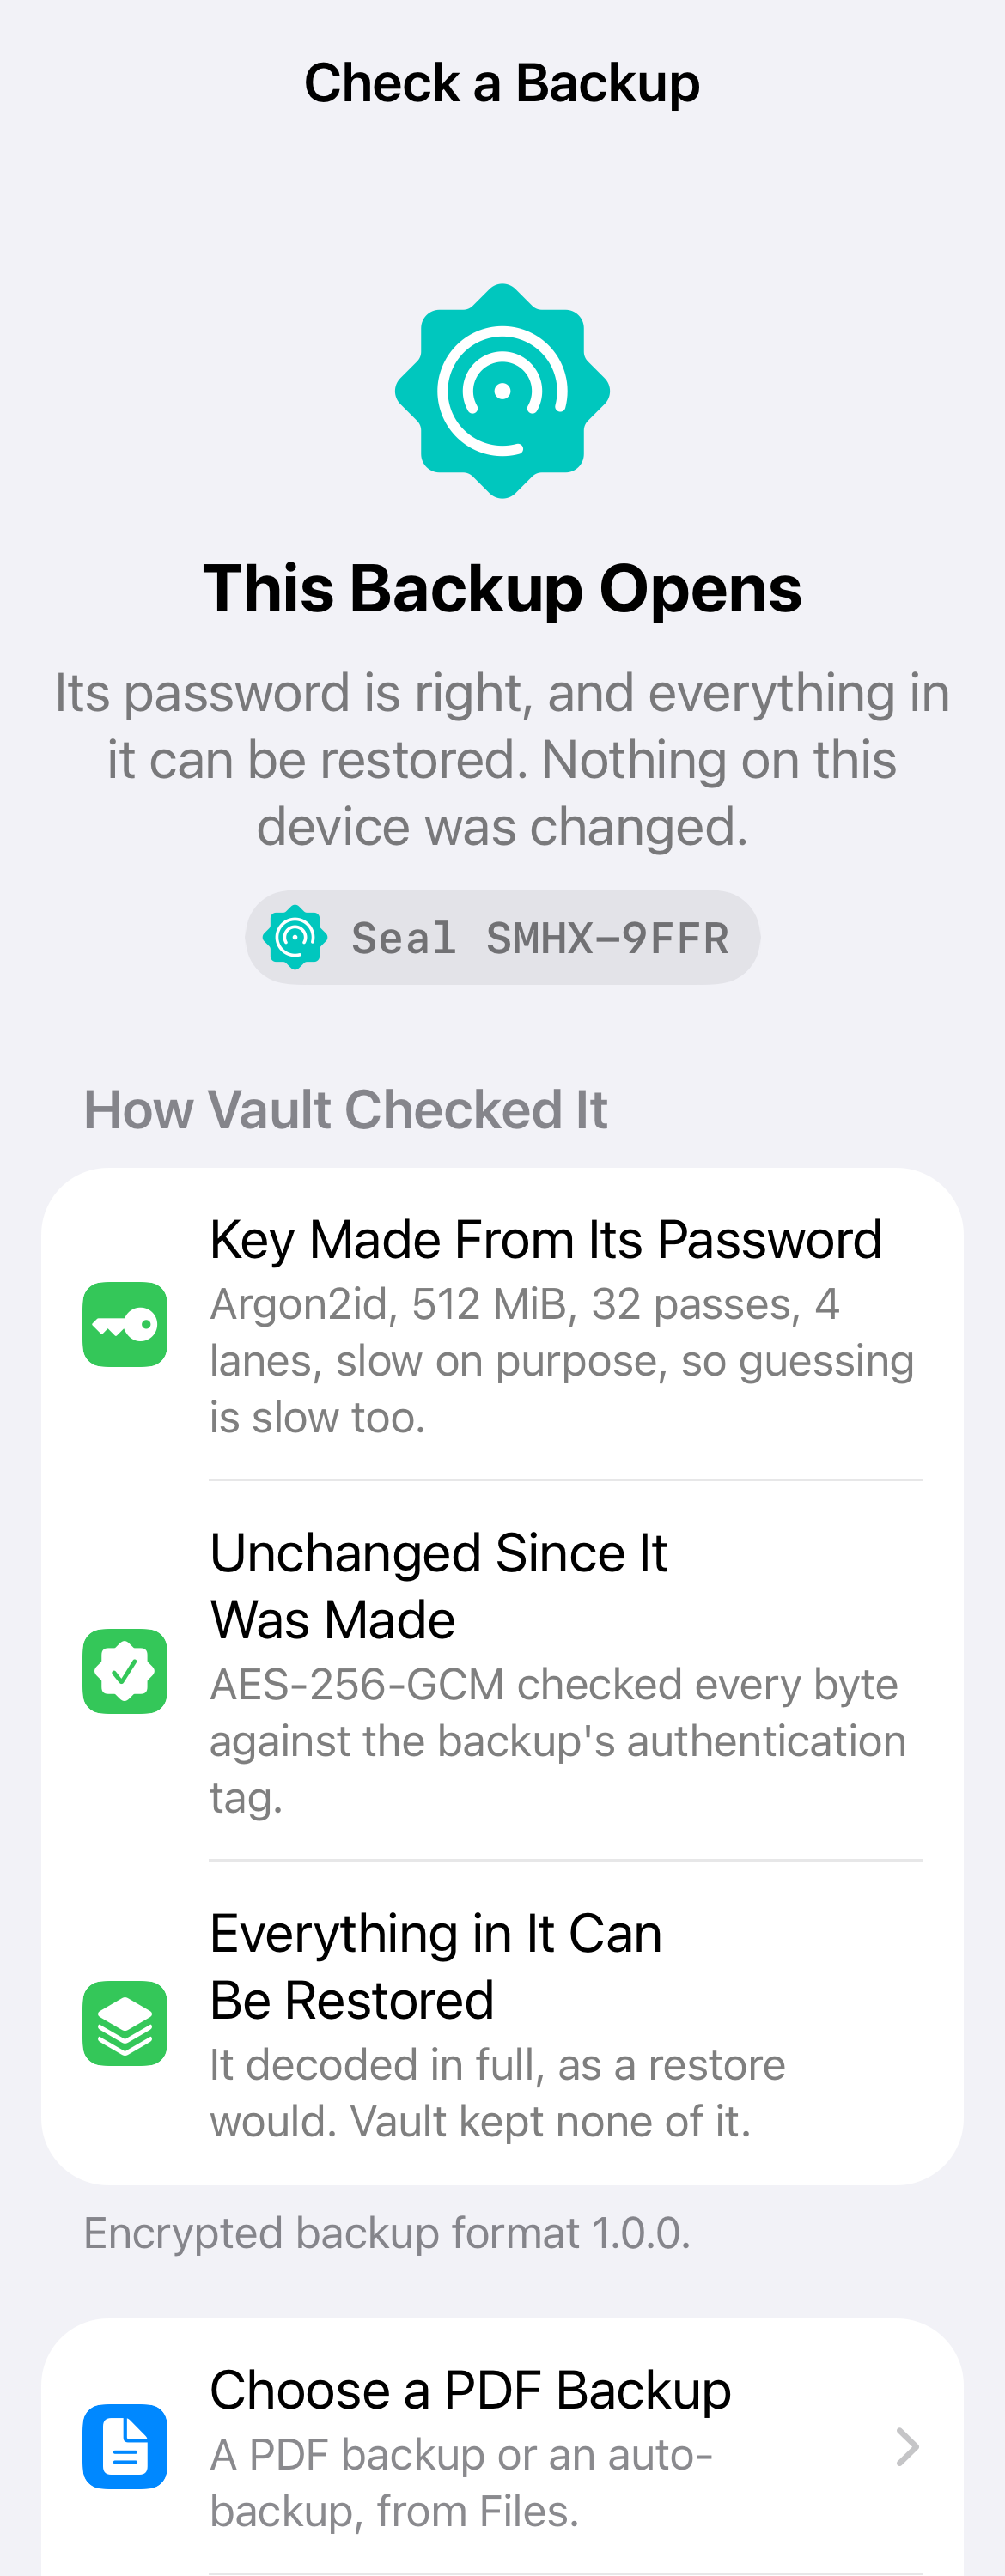 Check a Backup
This Backup Opens
Its password is right, and everything in
it can be restored. Nothing on this
device was changed.
Seal SMHX-9FFR
How Vault Checked It
Key Made From Its Password
Argon2id, 512 MiB, 32 passes, 4
lanes, slow on purpose, so guessing
is slow too.
Unchanged Since It
Was Made
AES-256-GCM checked every byte
against the backup's authentication
tag.
Everything in It Can
Be Restored
It decoded in full, as a restore
would. Vault kept none of it.
Encrypted backup format 1.0.0.
Choose a PDF Backup
A PDF backup or an auto-
backup, from Files.